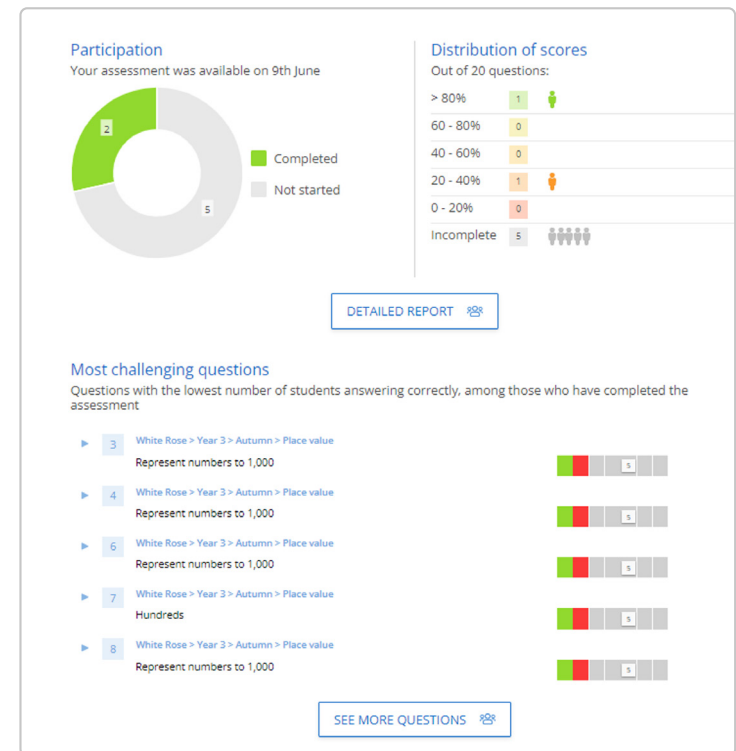 Participation
Your assessment was available on 9th June
2
5
Completed
Not started
Distribution of scores
Out of 20 questions:
> 80% 1
60 - 80% 0
40 - 60% 0
20 - 40% 1
0 - 20% 0
Incomplete 5
DETAILED REPORT
Most challenging questions
Questions with the lowest number of students answering correctly, among those who have completed the
assessment
3 White Rose > Year 3 > Autumn > Place value
Represent numbers to 1,000
5
4 White Rose > Year 3 > Autumn > Place value
Represent numbers to 1,000
5
6 White Rose > Year 3 > Autumn > Place value
Represent numbers to 1,000
5
7 White Rose > Year 3 > Autumn > Place value
Hundreds
5
8 White Rose > Year 3 > Autumn > Place value
Represent numbers to 1,000
5
SEE MORE QUESTIONS